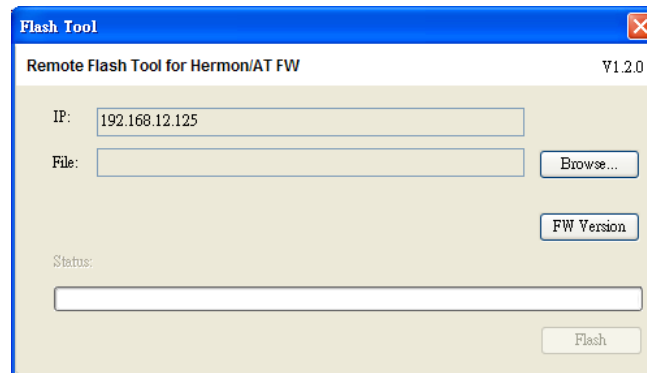 Flash Tool
Remote Flash Tool for Hermon/AT FW V1.2.0
IP: 192.168.12.125
File: Browse...
FW Version
Status:
Flash